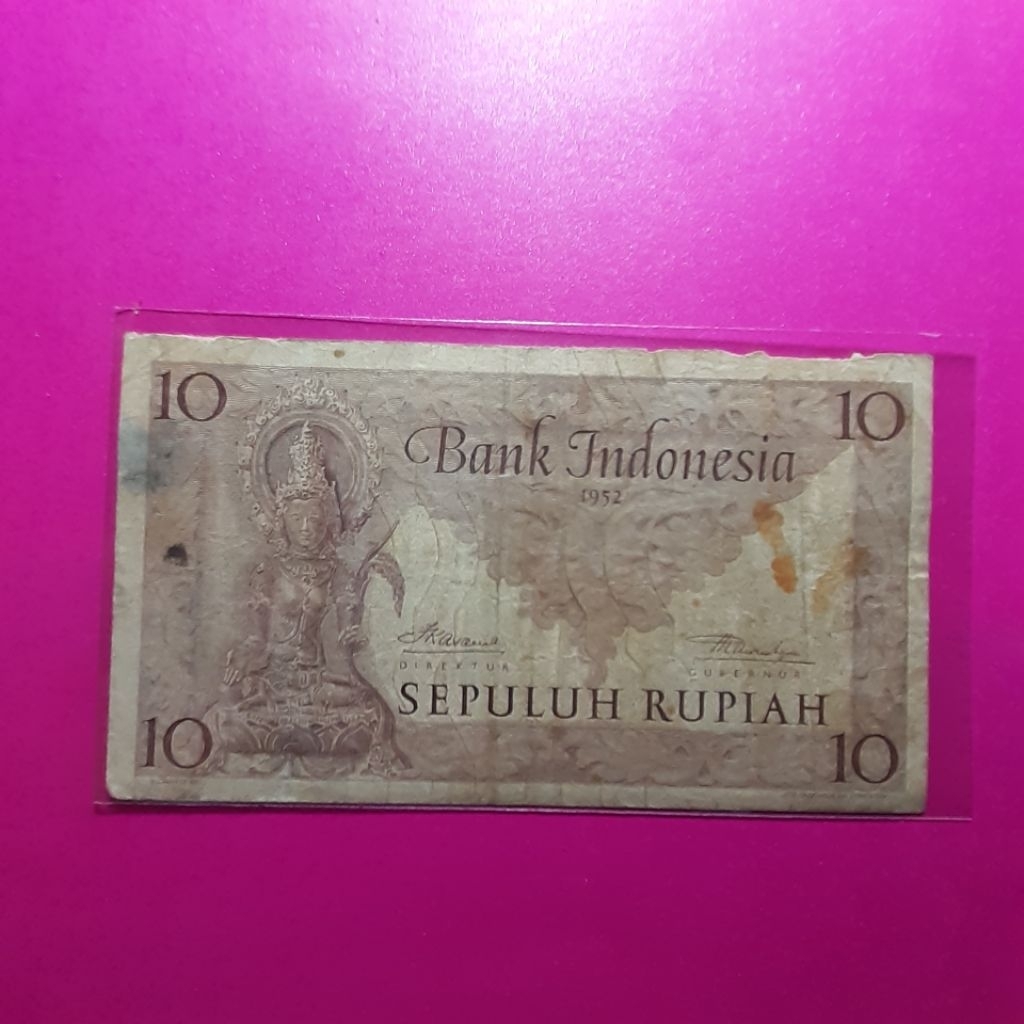 10
10
Bank Indonesia
1952
DIREKTUR
GUBERNUR
SEPULUH RUPIAH
10
10